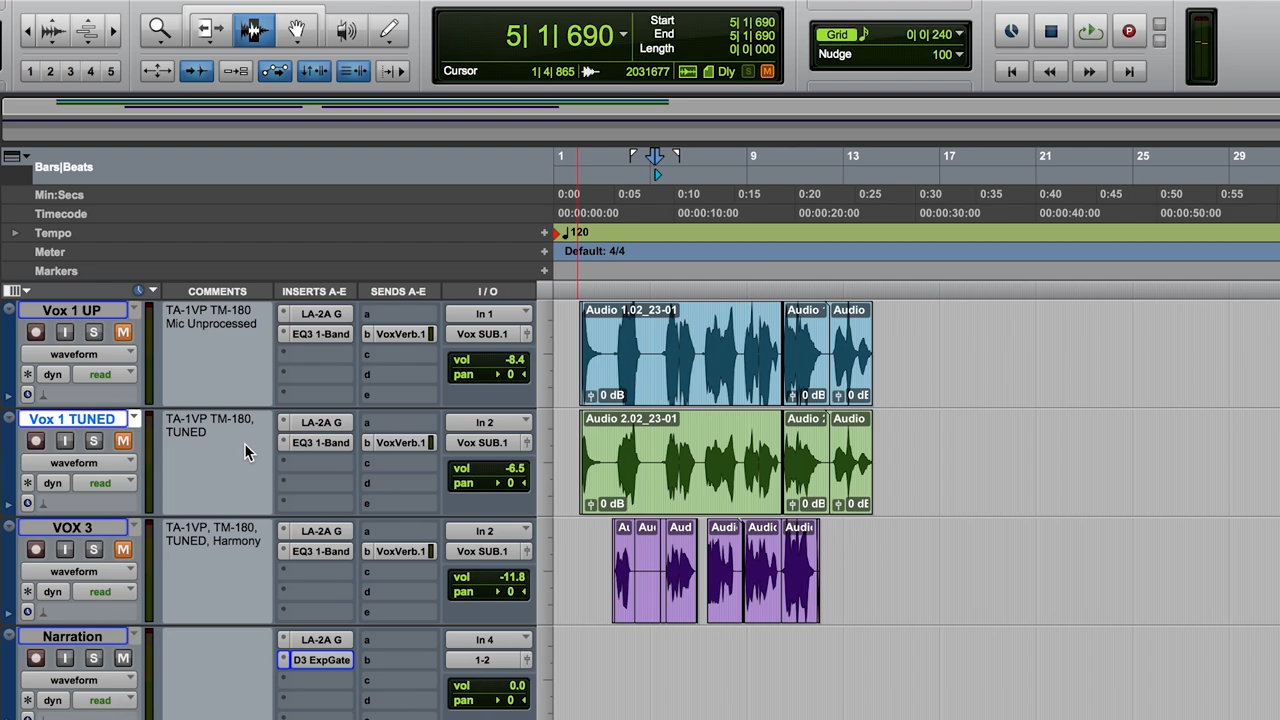 1 2 3 4 5
5| 1| 690
Start 5| 1| 690
End 5| 1| 690
Length 0| 0| 000
Cursor 1| 4| 865 2031677 Dly S M
Grid 0| 0| 240
Nudge 100
Bars|Beats 1 9 13 17 21 25 29
Min:Secs 0:00 0:05 0:10 0:15 0:20 0:25 0:30 0:35 0:40 0:45 0:50 0:55
Timecode 00:00:00:00 00:00:10:00 00:00:20:00 00:00:30:00 00:00:40:00 00:00:50:00
Tempo + 120
Meter + Default: 4/4
Markers +
COMMENTS INSERTS A-E SENDS A-E I / O
Vox 1 UP
I S M
waveform
dyn read
TA-1VP TM-180
Mic Unprocessed
LA-2A G
EQ3 1-Band
a
b VoxVerb.1
c
d
e
In 1
Vox SUB.1
vol -8.4
pan 0
Audio 1.02_23-01 Audio Audio
0 dB 0 dB 0 dE
Vox 1 TUNED
I S M
waveform
dyn read
TA-1VP TM-180,
TUNED
LA-2A G
EQ3 1-Band
a
b VoxVerb.1
c
d
e
In 2
Vox SUB.1
vol -6.5
pan 0
Audio 2.02_23-01 Audio Audio
0 dB 0 dB 0 dE
VOX 3
I S M
waveform
dyn read
TA-1VP, TM-180,
TUNED, Harmony
LA-2A G
EQ3 1-Band
a
b VoxVerb.1
c
d
e
In 2
Vox SUB.1
vol -11.8
pan 0
Au Aud Audi Audio Audio
Narration
I S M
waveform
dyn read
LA-2A G
D3 ExpGate
a
b
c
d
In 4
1-2
vol 0.0
pan 0